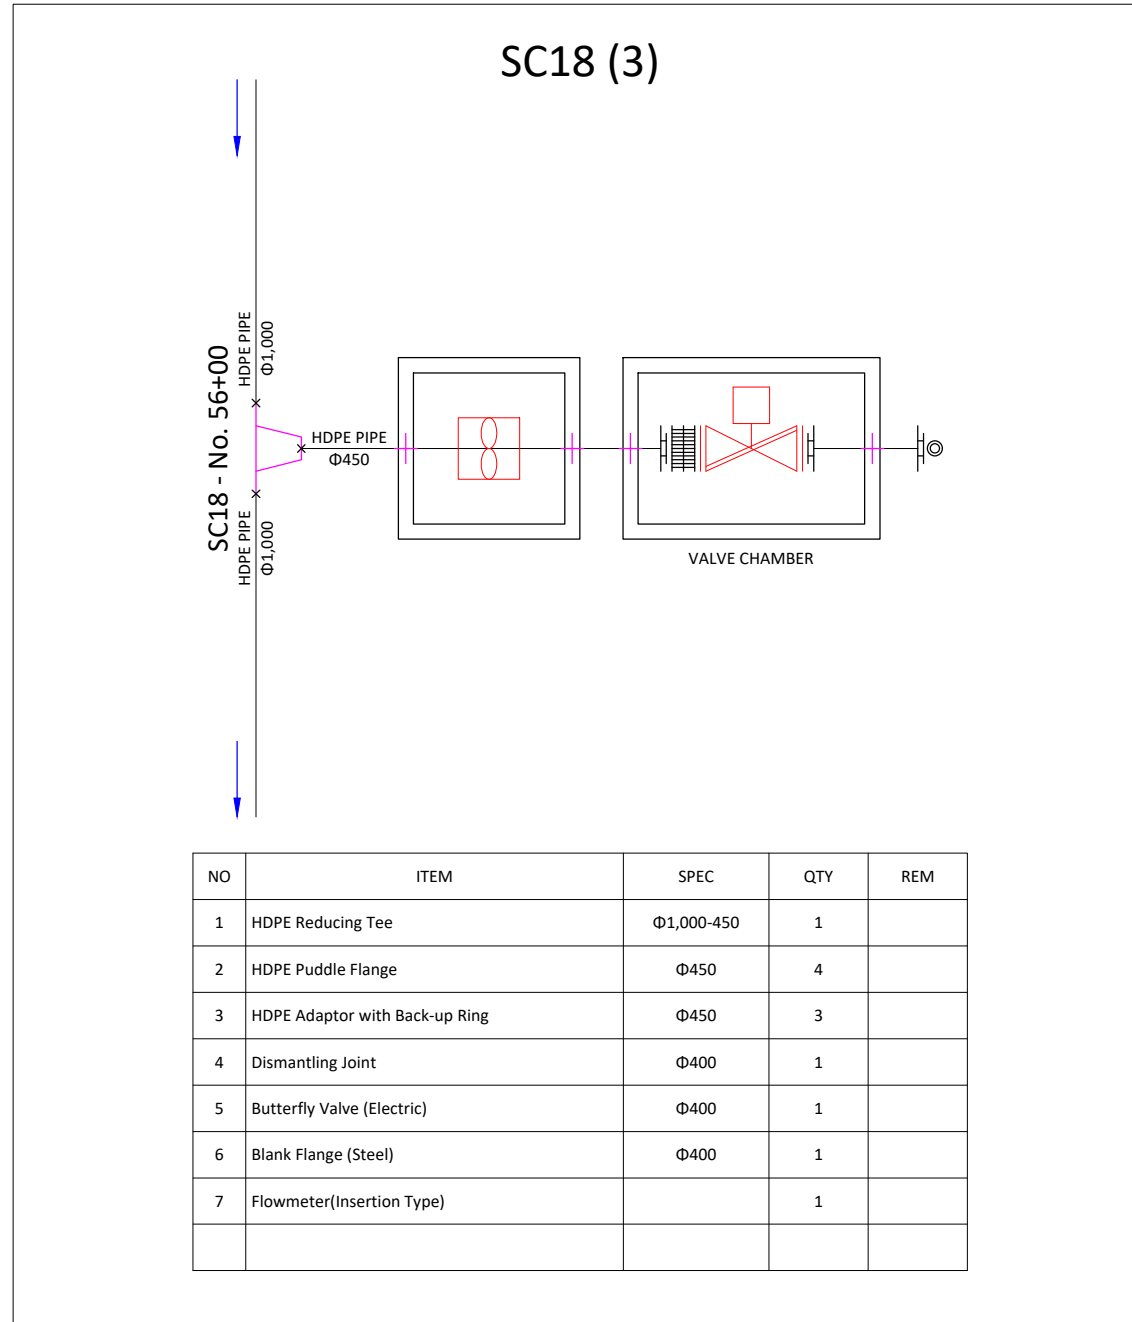 SC18 (3)
SC18 - No. 56+00
HDPE PIPE
Φ1,000
HDPE PIPE
Φ450
HDPE PIPE
Φ1,000
VALVE CHAMBER
NO ITEM SPEC QTY REM
1 HDPE Reducing Tee Φ1,000-450 1
2 HDPE Puddle Flange Φ450 4
3 HDPE Adaptor with Back-up Ring Φ450 3
4 Dismantling Joint Φ400 1
5 Butterfly Valve (Electric) Φ400 1
6 Blank Flange (Steel) Φ400 1
7 Flowmeter(Insertion Type) 1